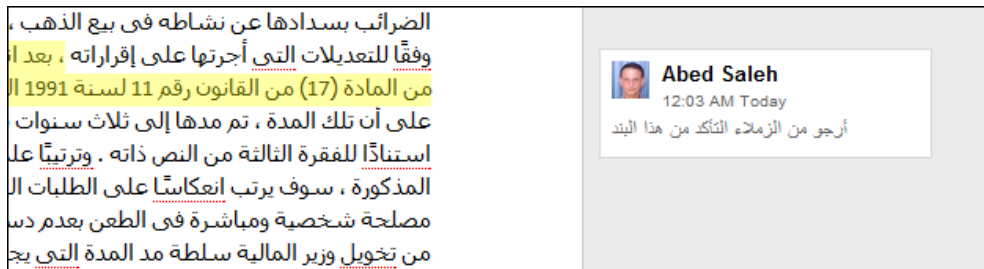 الضرائب بسدادها عن نشاطه فى بيع الذهب ،
وفقًا للتعديلات التى أجرتها على إقراراته ، بعد
من المادة (17) من القانون رقم 11 لسنة 1991
على أن تلك المدة ، تم مدها إلى ثلاث سنوات
استنادًا للفقرة الثالثة من النص ذاته . وترتيبًا
المذكورة ، سوف يرتب انعكاسًا على الطلبات
مصلحة شخصية ومباشرة فى الطعن بعدم
من تخويل وزير المالية سلطة مد المدة التى
Abed Saleh
12:03 AM Today
أرجو من الزملاء التأكد من هذا البند